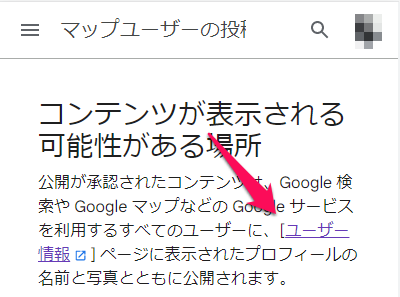 マップユーザーの投稿
コンテンツが表示される
可能性がある場所
公開が承認されたコンテンツは、Google 検
索や Google マップなどの Google サービス
を利用するすべてのユーザーに、[ユーザー
情報 ] ページに表示されたプロフィールの
名前と写真とともに公開されます。